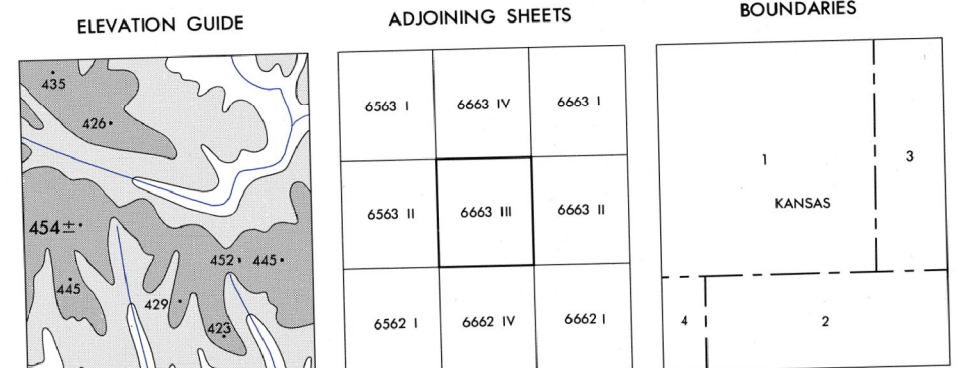 ELEVATION GUIDE
435
426
454±
452
445
445
429
423
ADJOINING SHEETS
6563 I
6663 IV
6663 I
6563 II
6663 III
6663 II
6562 I
6662 IV
6662 I
BOUNDARIES
1
3
KANSAS
4
2